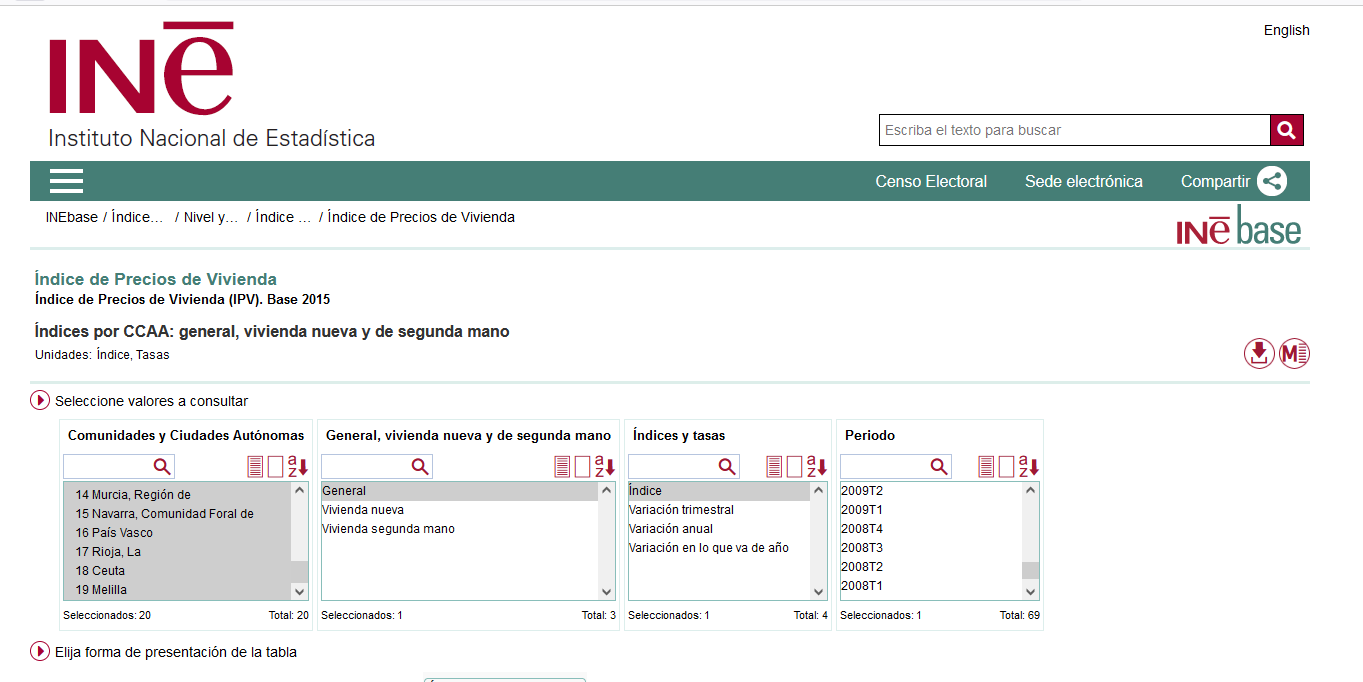 INe
English
Instituto Nacional de Estadística
Escriba el texto para buscar
Censo Electoral Sede electrónica Compartir
INEbase / Índice... / Nivel y... / Índice ... / Índice de Precios de Vivienda
INe base
Índice de Precios de Vivienda
Índice de Precios de Vivienda (IPV). Base 2015
Índices por CCAA: general, vivienda nueva y de segunda mano
Unidades: Índice, Tasas
M
Seleccione valores a consultar
Comunidades y Ciudades Autónomas
a z
14 Murcia, Región de
15 Navarra, Comunidad Foral de
16 País Vasco
17 Rioja, La
18 Ceuta
19 Melilla
Seleccionados: 20 Total: 20
General, vivienda nueva y de segunda mano
a z
General
Vivienda nueva
Vivienda segunda mano
Seleccionados: 1 Total: 3
Índices y tasas
a z
Índice
Variación trimestral
Variación anual
Variación en lo que va de año
Seleccionados: 1 Total: 4
Periodo
a z
2009T2
2009T1
2008T4
2008T3
2008T2
2008T1
Seleccionados: 1 Total: 69
Elija forma de presentación de la tabla